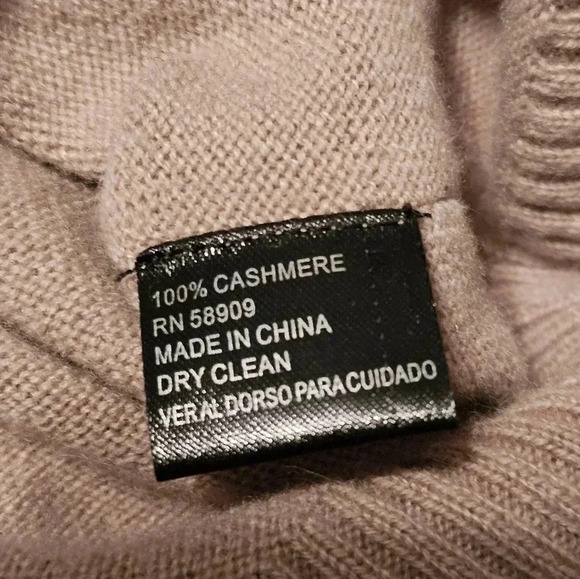 100% CASHMERE
RN 58909
MADE IN CHINA
DRY CLEAN
VER AL DORSO PARA CUIDADO